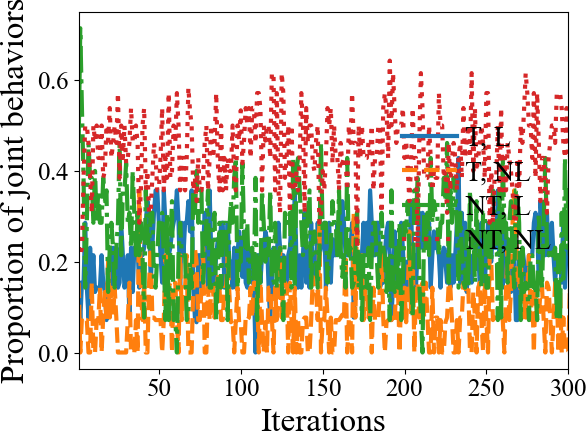 Proportion of joint behaviors
0.6
0.4
0.2
0.0
T, L
T, NL
NT, L
NT, NL
50
100
150
200
250
300
Iterations